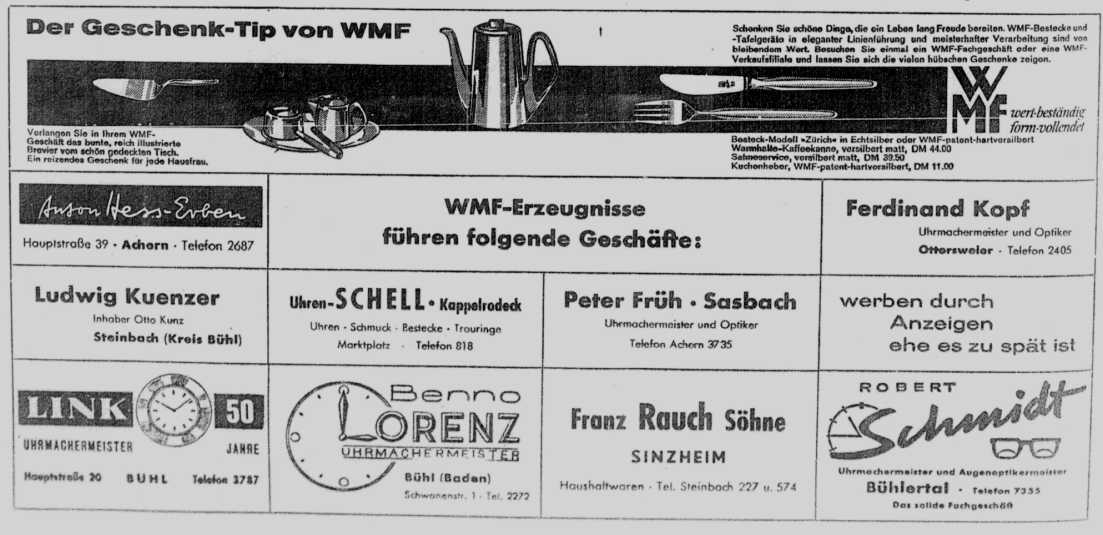 Der Geschenk-Tip von WMF
Schenken Sie schöne Dinge, die ein Leben lang Freude bereiten. WMF-Bestecke und
-Tafelgeräte in eleganter Linienführung und meisterhafter Verarbeitung sind von
bleibendem Wert. Besuchen Sie einmal ein WMF-Fachgeschäft oder eine WMF-
Verkaufsfiliale und lassen Sie sich die vielen hübschen Geschenke zeigen.
WMF
wert-beständig
form-vollendet
Verlangen Sie in Ihrem WMF-
Geschäft das bunte, reich illustrierte
Brevier vom schön gedeckten Tisch.
Ein reizendes Geschenk für jede Hausfrau.
Besteck-Modell »Zürich« in Echtsilber oder WMF-patent-hartversilbert
Warmhalte-Kaffeekanne, versilbert matt, DM 44.00
Sahneservice, versilbert matt, DM 39.50
Kuchenheber, WMF-patent-hartversilbert, DM 11.00
Anton Hess-Erben
Hauptstraße 39 · Achern · Telefon 2687
WMF-Erzeugnisse
führen folgende Geschäfte:
Ferdinand Kopf
Uhrmachermeister und Optiker
Ottersweier · Telefon 2405
Ludwig Kuenzer
Inhaber Otto Kunz
Steinbach (Kreis Bühl)
Uhren-SCHELL · Kappelrodeck
Uhren · Schmuck · Bestecke · Trauringe
Marktplatz · Telefon 818
Peter Früh · Sasbach
Uhrmachermeister und Optiker
Telefon Achern 3735
werben durch
Anzeigen
ehe es zu spät ist
LINK 50
UHRMACHERMEISTER JAHRE
Hauptstraße 20 BÜHL Telefon 3787
Benno
LORENZ
UHRMACHERMEISTER
Bühl (Baden)
Schwanenstr. 1 · Tel. 2272
Franz Rauch Söhne
SINZHEIM
Haushaltwaren · Tel. Steinbach 227 u. 574
ROBERT
Schmidt
Uhrmachermeister und Augenoptikermeister
Bühlertal · Telefon 7355
Das solide Fachgeschäft